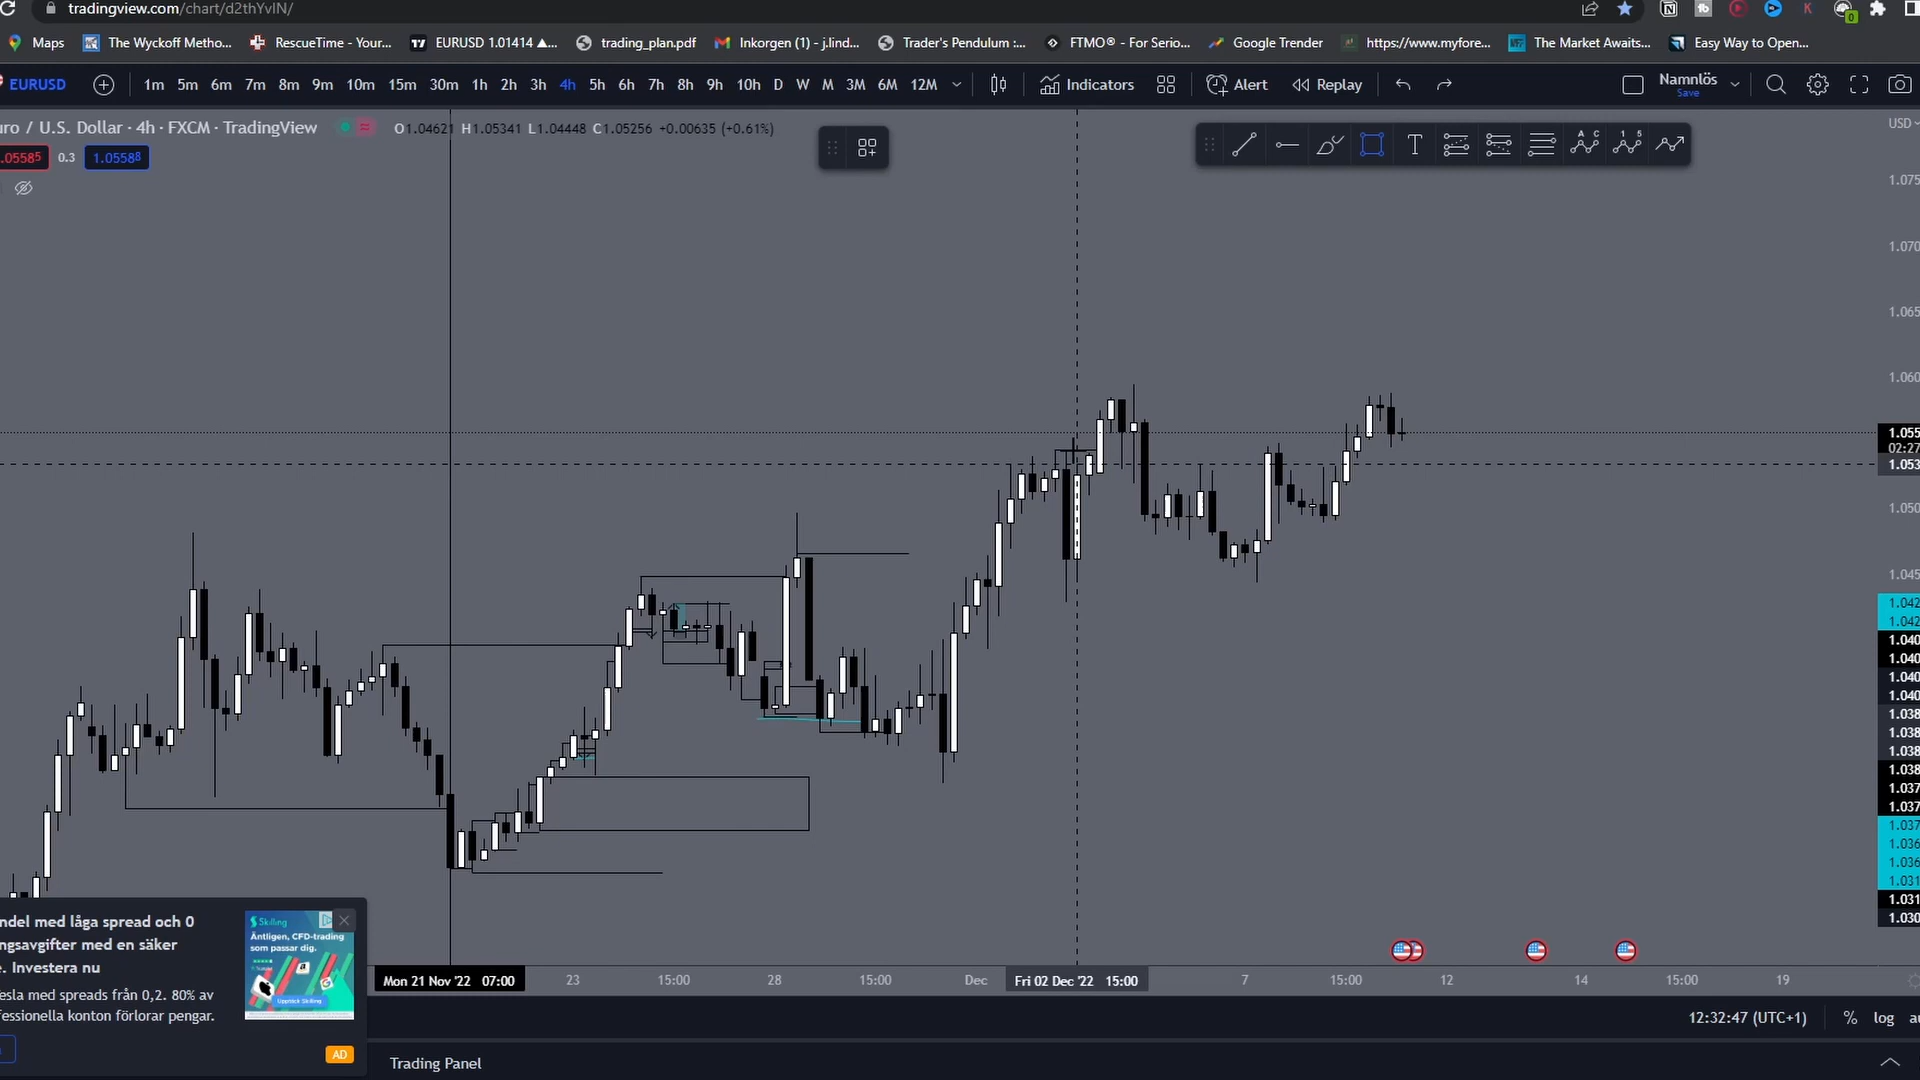 tradingview.com/chart/d2thYvIN/
Maps
The Wyckoff Metho...
RescueTime - Your...
EURUSD 1.01414 ▲...
trading_plan.pdf
Inkorgen (1) - j.lind...
Trader's Pendulum :...
FTMO® - For Serio...
Google Trender
https://www.myfore...
The Market Awaits...
Easy Way to Open...
EURUSD
1m 5m 6m 7m 8m 9m 10m 15m 30m 1h 2h 3h 4h 5h 6h 7h 8h 9h 10h D W M 3M 6M 12M
Indicators
Alert
Replay
Namnlös
Save
uro / U.S. Dollar · 4h · FXCM · TradingView
O1.04621 H1.05341 L1.04448 C1.05256 +0.00635 (+0.61%)
USD
.05585
0.3
1.05588
1.075
1.070
1.065
1.060
1.055
02:27
1.053
1.050
1.045
1.042
1.042
1.040
1.040
1.040
1.040
1.038
1.038
1.038
1.038
1.037
1.037
1.037
1.036
1.036
1.031
1.031
1.030
ndel med låga spread och 0
ngsavgifter med en säker
e. Investera nu
esla med spreads från 0,2. 80% av
fessionella konton förlorar pengar.
Skilling
Äntligen, CFD-trading
som passar dig.
Upptäck Skilling
AD
Mon 21 Nov '22 07:00
23
15:00
28
15:00
Dec
Fri 02 Dec '22 15:00
7
15:00
12
14
15:00
19
12:32:47 (UTC+1)
%
log
au
Trading Panel